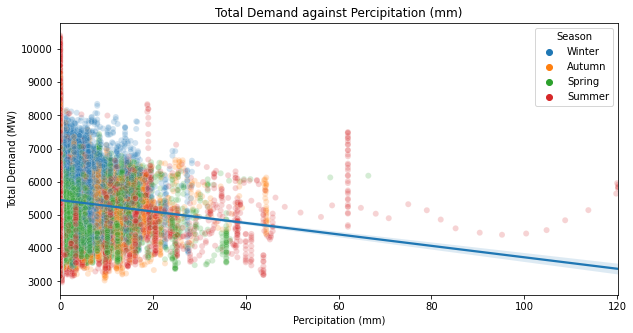 Total Demand against Percipitation (mm)
Season
Winter
Autumn
Spring
Summer
Total Demand (MW)
10000
9000
8000
7000
6000
5000
4000
3000
0 20 40 60 80 100 120
Percipitation (mm)